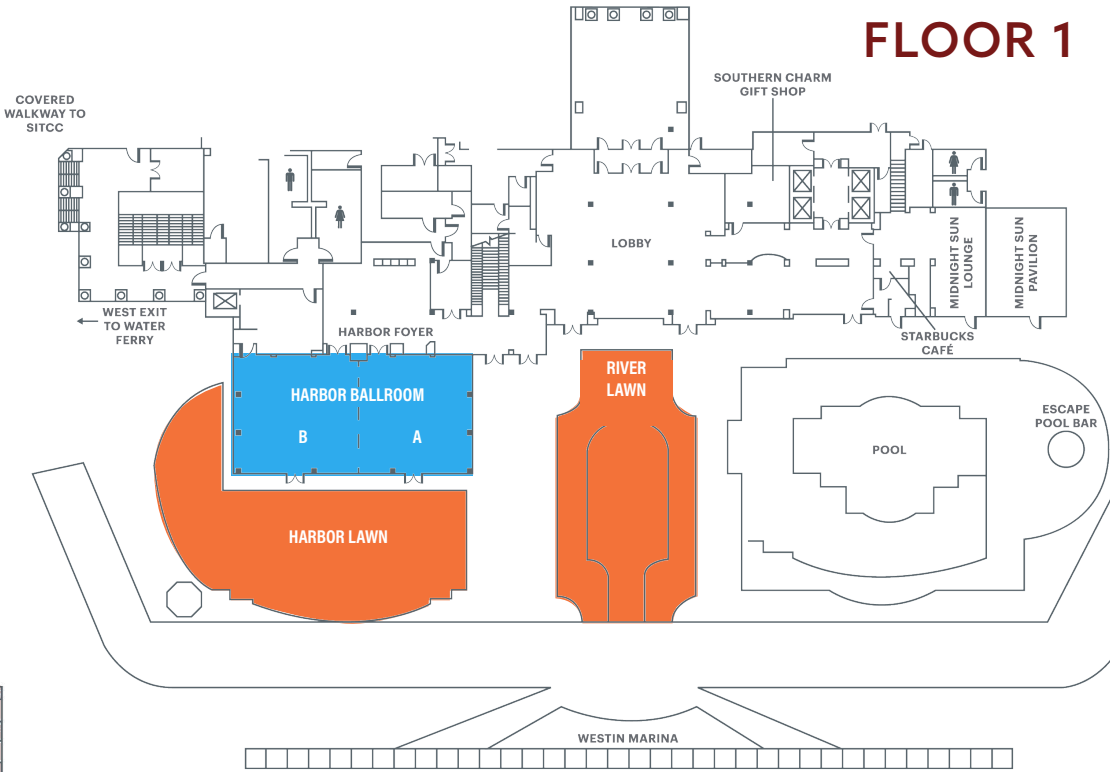 FLOOR 1
SOUTHERN CHARM
GIFT SHOP
COVERED
WALKWAY TO
SITCC
LOBBY
MIDNIGHT SUN
LOUNGE
MIDNIGHT SUN
PAVILION
WEST EXIT
TO WATER
FERRY
HARBOR FOYER
STARBUCKS
CAFÉ
HARBOR BALLROOM
B
A
RIVER
LAWN
ESCAPE
POOL BAR
POOL
HARBOR LAWN
WESTIN MARINA